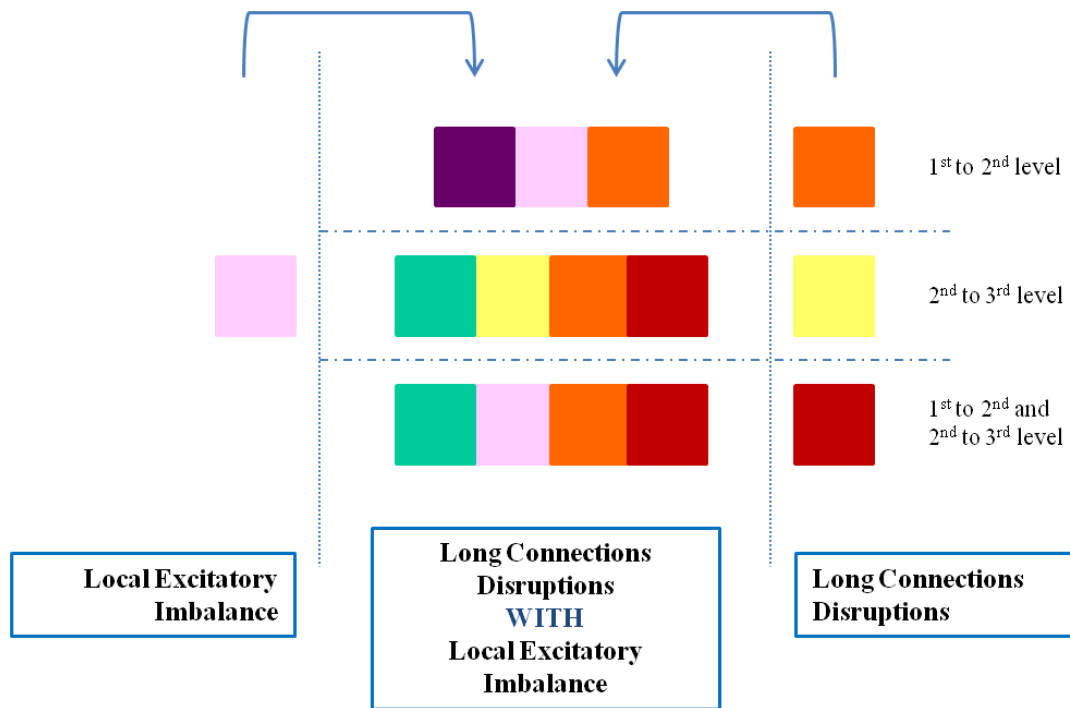 1st to 2nd level
2nd to 3rd level
1st to 2nd and
2nd to 3rd level
Local Excitatory
Imbalance
Long Connections
Disruptions
WITH
Local Excitatory
Imbalance
Long Connections
Disruptions